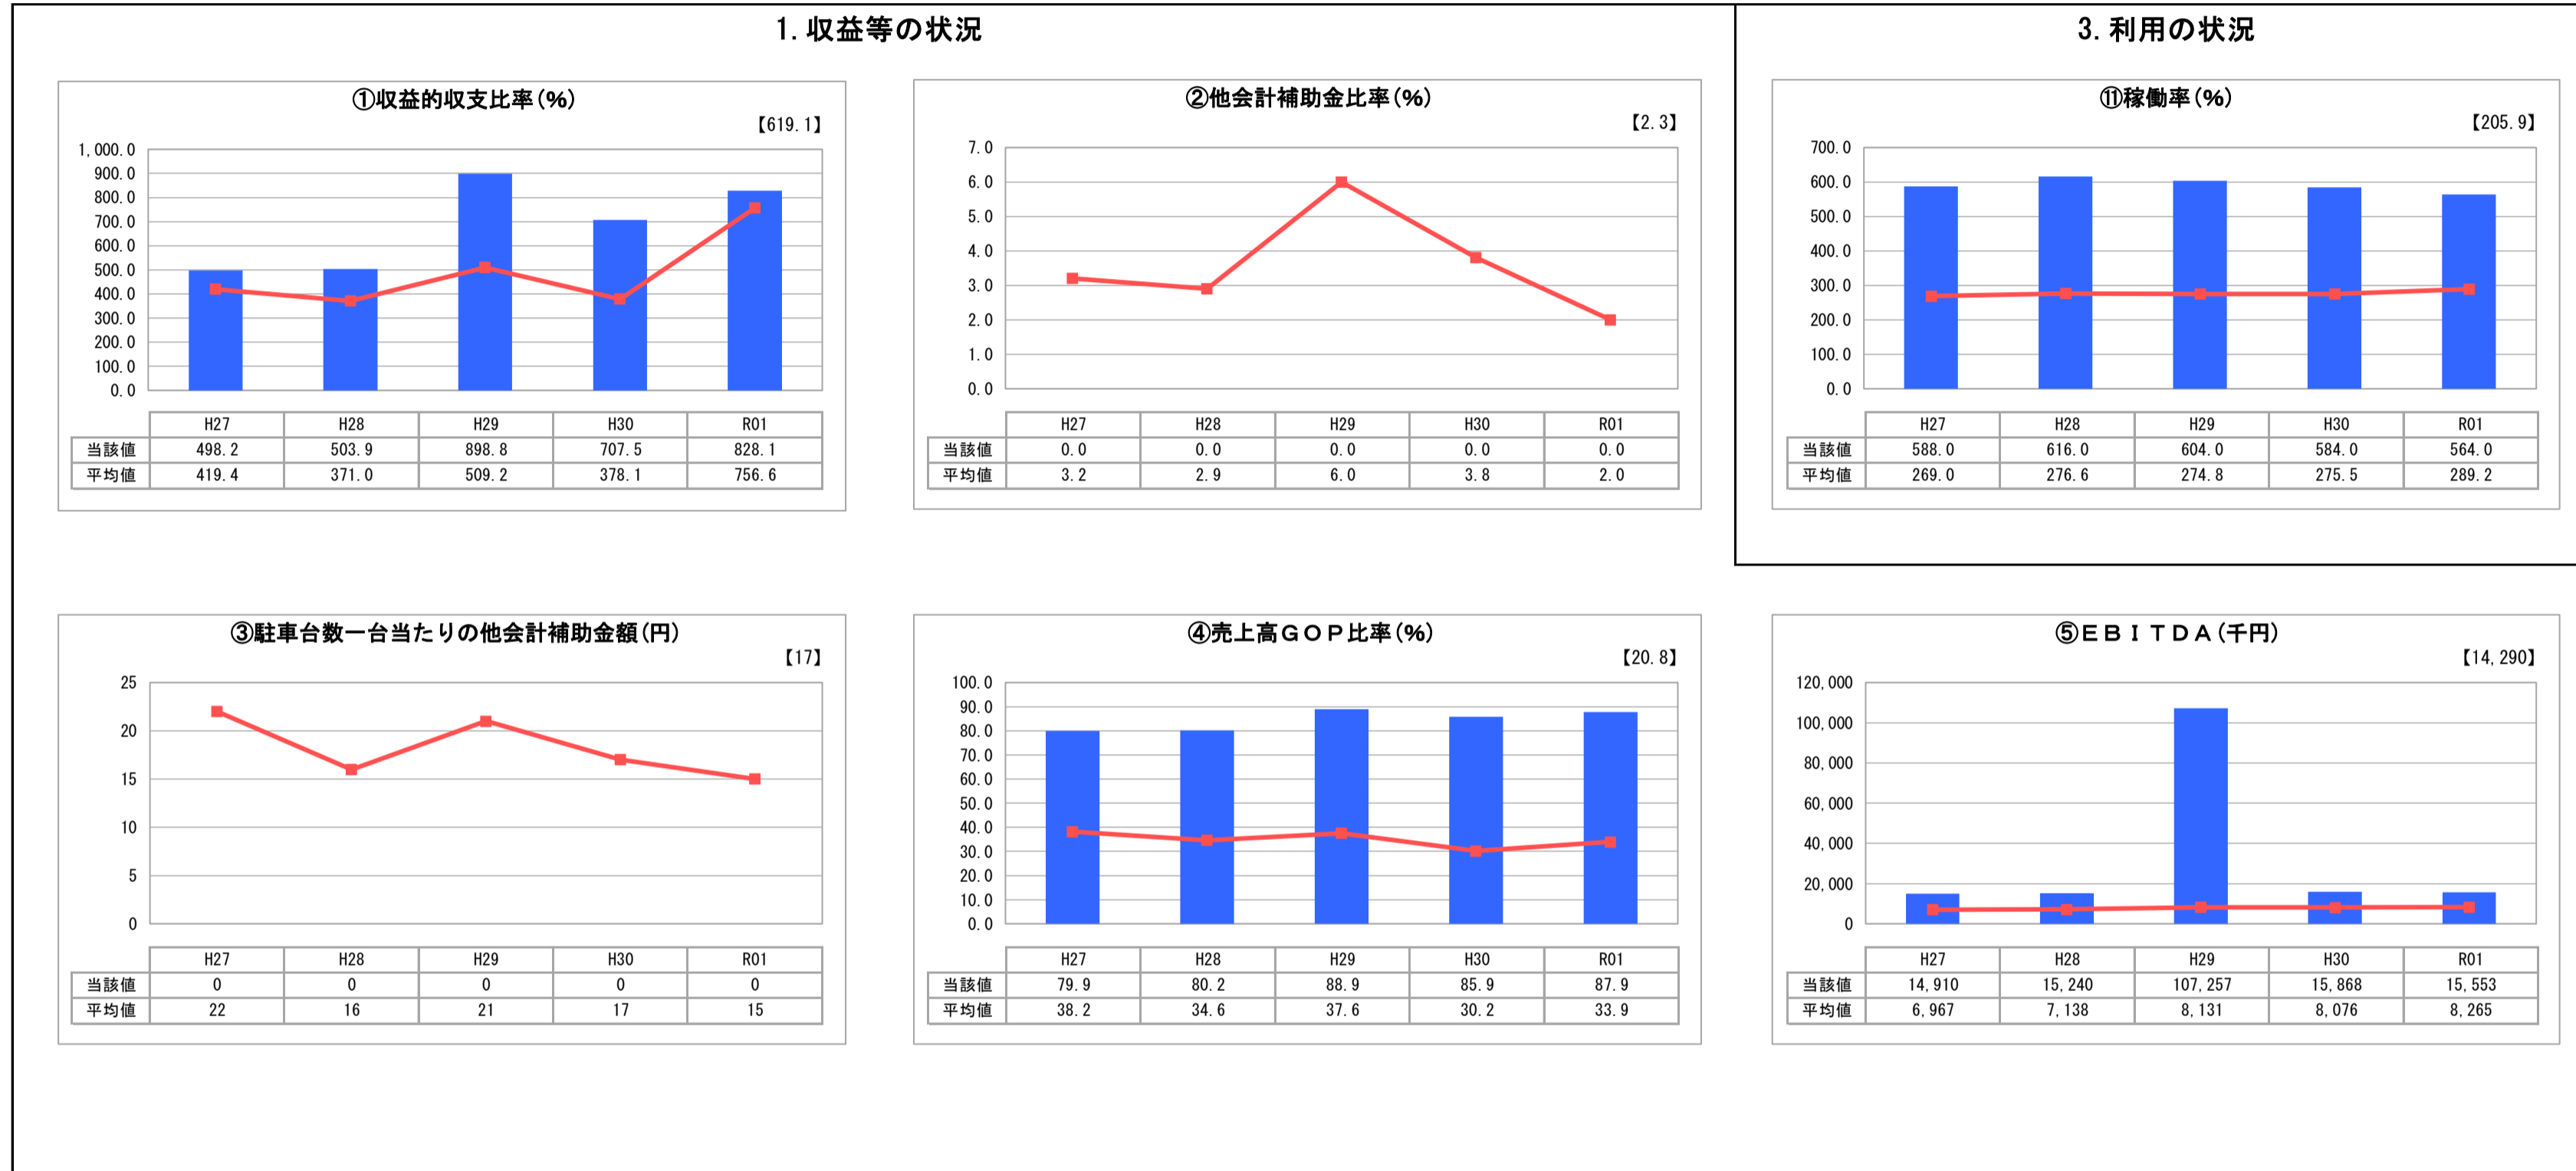 1.収益等の状況
3.利用の状況
①収益的収支比率(%)
【619.1】
1,000.0
900.0
800.0
700.0
600.0
500.0
400.0
300.0
200.0
100.0
0.0
H27 H28 H29 H30 R01
当該値 498.2 503.9 898.8 707.5 828.1
平均値 419.4 371.0 509.2 378.1 756.6
②他会計補助金比率(%)
【2.3】
7.0
6.0
5.0
4.0
3.0
2.0
1.0
0.0
H27 H28 H29 H30 R01
当該値 0.0 0.0 0.0 0.0 0.0
平均値 3.2 2.9 6.0 3.8 2.0
⑪稼働率(%)
【205.9】
700.0
600.0
500.0
400.0
300.0
200.0
100.0
0.0
H27 H28 H29 H30 R01
当該値 588.0 616.0 604.0 584.0 564.0
平均値 269.0 276.6 274.8 275.5 289.2
③駐車台数一台当たりの他会計補助金額(円)
【17】
25
20
15
10
5
0
H27 H28 H29 H30 R01
当該値 0 0 0 0 0
平均値 22 16 21 17 15
④売上高ＧＯＰ比率(%)
【20.8】
100.0
90.0
80.0
70.0
60.0
50.0
40.0
30.0
20.0
10.0
0.0
H27 H28 H29 H30 R01
当該値 79.9 80.2 88.9 85.9 87.9
平均値 38.2 34.6 37.6 30.2 33.9
⑤ＥＢＩＴＤＡ(千円)
【14,290】
120,000
100,000
80,000
60,000
40,000
20,000
0
H27 H28 H29 H30 R01
当該値 14,910 15,240 107,257 15,868 15,553
平均値 6,967 7,138 8,131 8,076 8,265